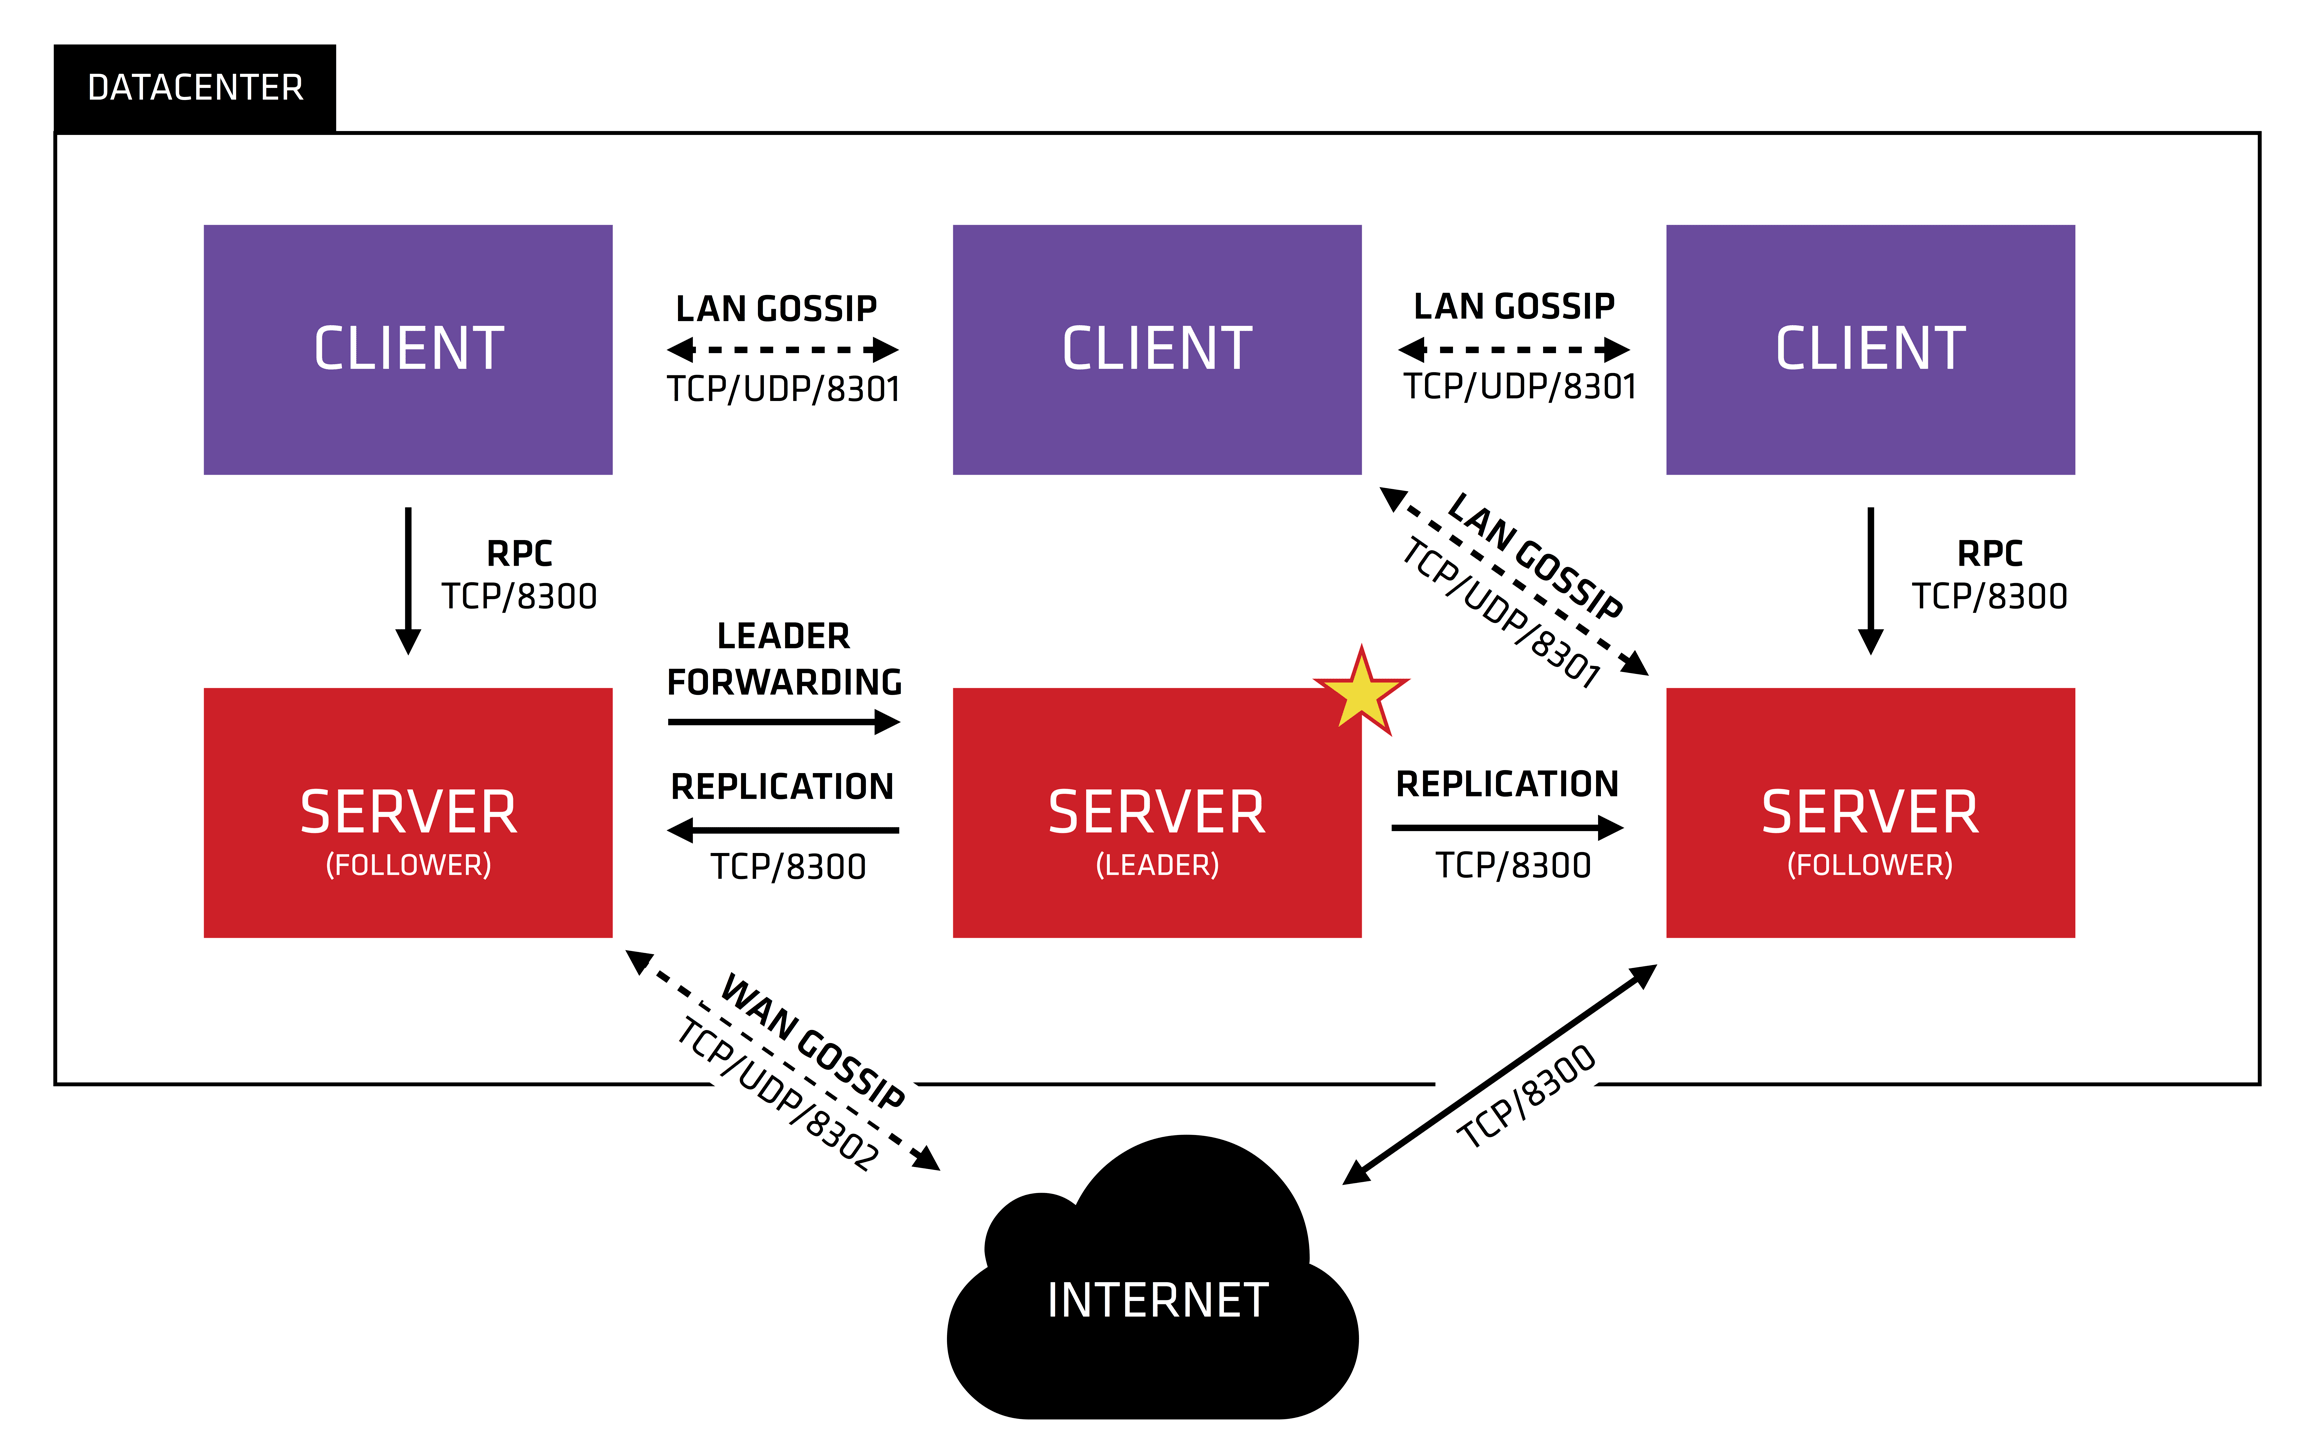 DATACENTER
CLIENT
LAN GOSSIP
TCP/UDP/8301
CLIENT
LAN GOSSIP
TCP/UDP/8301
CLIENT
RPC
TCP/8300
LAN GOSSIP
TCP/UDP/8301
RPC
TCP/8300
LEADER
FORWARDING
SERVER
(FOLLOWER)
REPLICATION
TCP/8300
SERVER
(LEADER)
REPLICATION
TCP/8300
SERVER
(FOLLOWER)
WAN GOSSIP
TCP/UDP/8302
TCP/8300
INTERNET